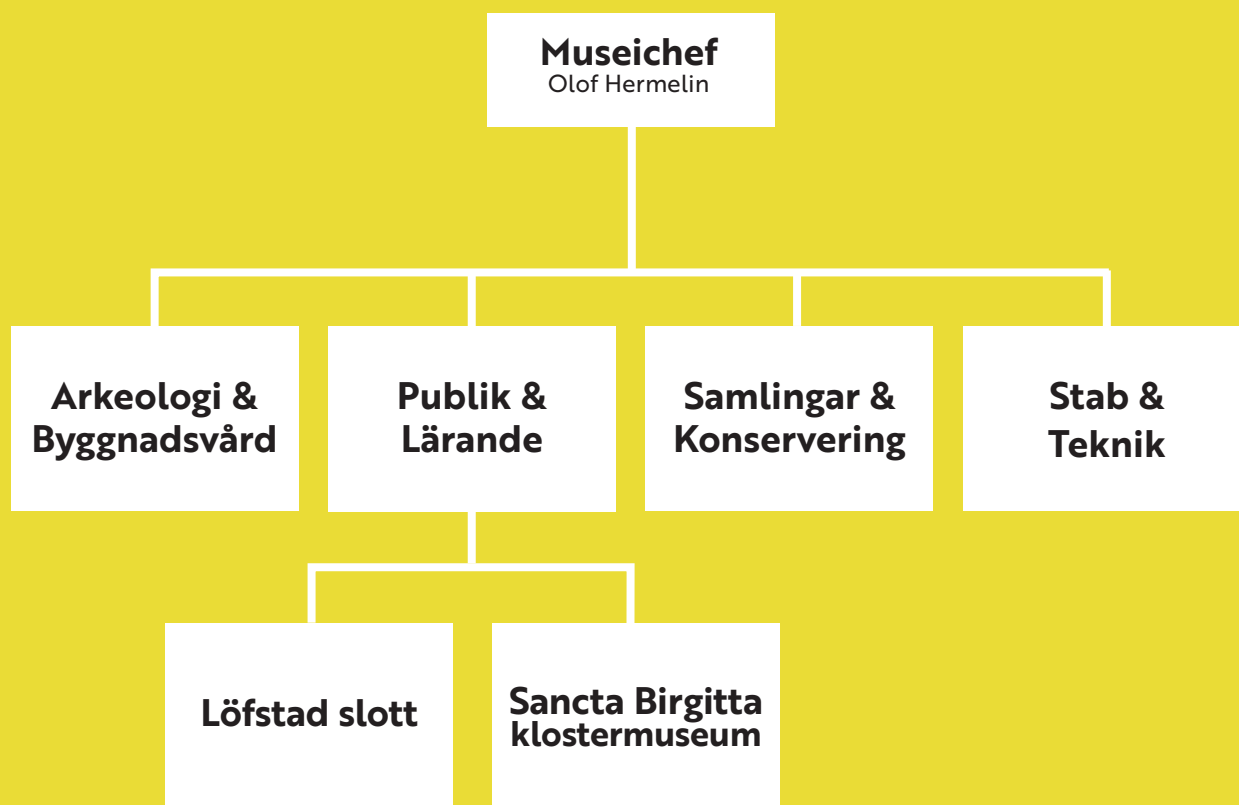 Museichef
Olof Hermelin
Arkeologi &
Byggnadsvård
Publik &
Lärande
Samlingar &
Konservering
Stab &
Teknik
Löfstad slott
Sancta Birgitta
klostermuseum